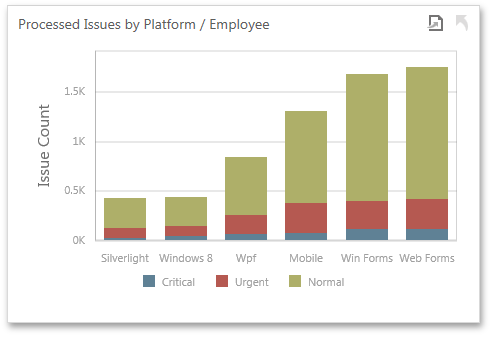 Processed Issues by Platform / Employee
Issue Count
1.5K
1K
0.5K
0K
Silverlight Windows 8 Wpf Mobile Win Forms Web Forms
Critical Urgent Normal